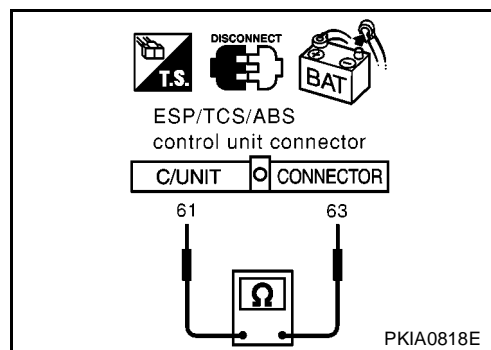 DISCONNECT
T.S.
BAT
ESP/TCS/ABS
control unit connector
C/UNIT CONNECTOR
61 63
Ω
PKIA0818E